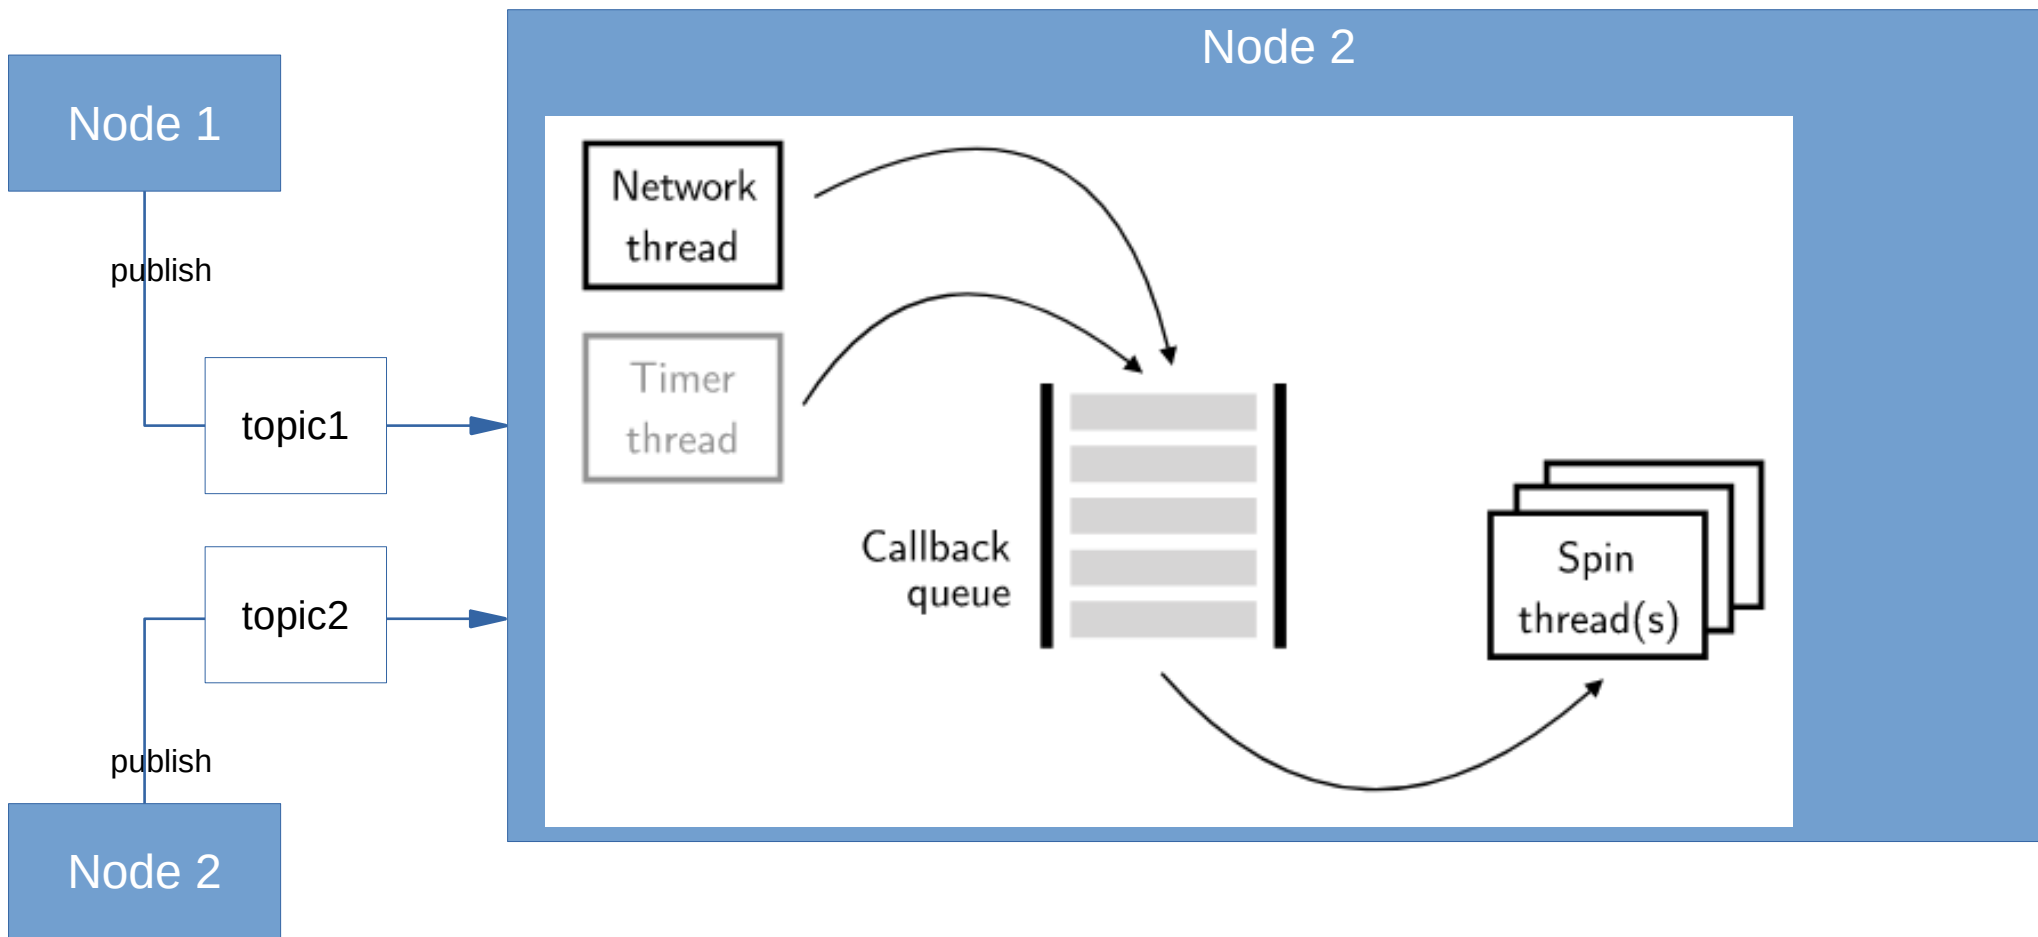 Node 1
publish
topic1
topic2
publish
Node 2
Node 2
Network
thread
Timer
thread
Callback
queue
Spin
thread(s)